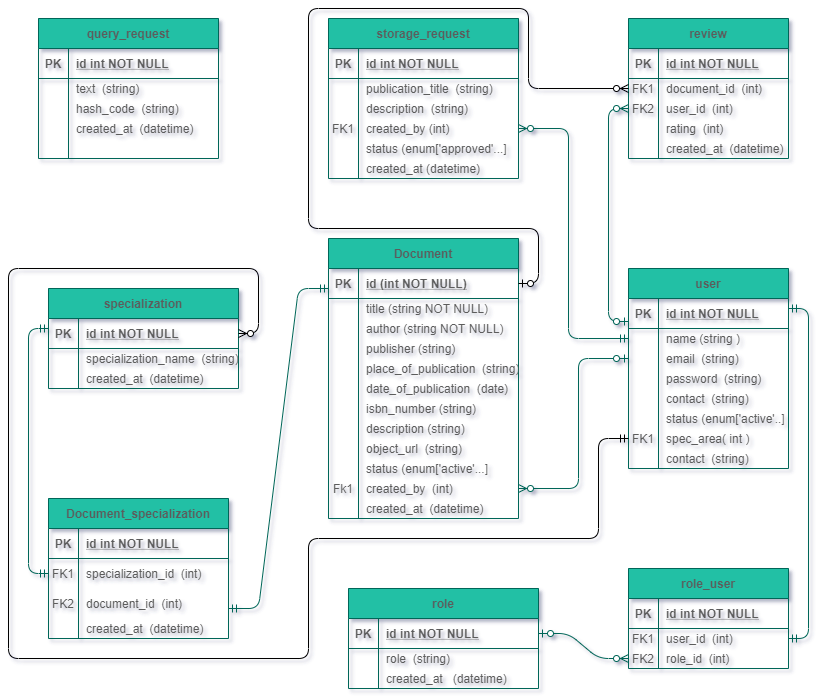 query_request
PK id int NOT NULL
text (string)
hash_code (string)
created_at (datetime)
storage_request
PK id int NOT NULL
publication_title (string)
description (string)
FK1 created_by (int)
status (enum['approved'...]
created_at (datetime)
review
PK id int NOT NULL
FK1 document_id (int)
FK2 user_id (int)
rating (int)
created_at (datetime)
specialization
PK id int NOT NULL
specialization_name (string)
created_at (datetime)
Document
PK id (int NOT NULL)
title (string NOT NULL)
author (string NOT NULL)
publisher (string)
place_of_publication (string)
date_of_publication (date)
isbn_number (string)
description (string)
object_url (string)
status (enum['active'...]
Fk1 created_by (int)
created_at (datetime)
user
PK id int NOT NULL
name (string )
email (string)
password (string)
contact (string)
status (enum['active'..]
FK1 spec_area( int )
contact (string)
Document_specialization
PK id int NOT NULL
FK1 specialization_id (int)
FK2 document_id (int)
created_at (datetime)
role
PK id int NOT NULL
role (string)
created_at (datetime)
role_user
PK id int NOT NULL
FK1 user_id (int)
FK2 role_id (int)